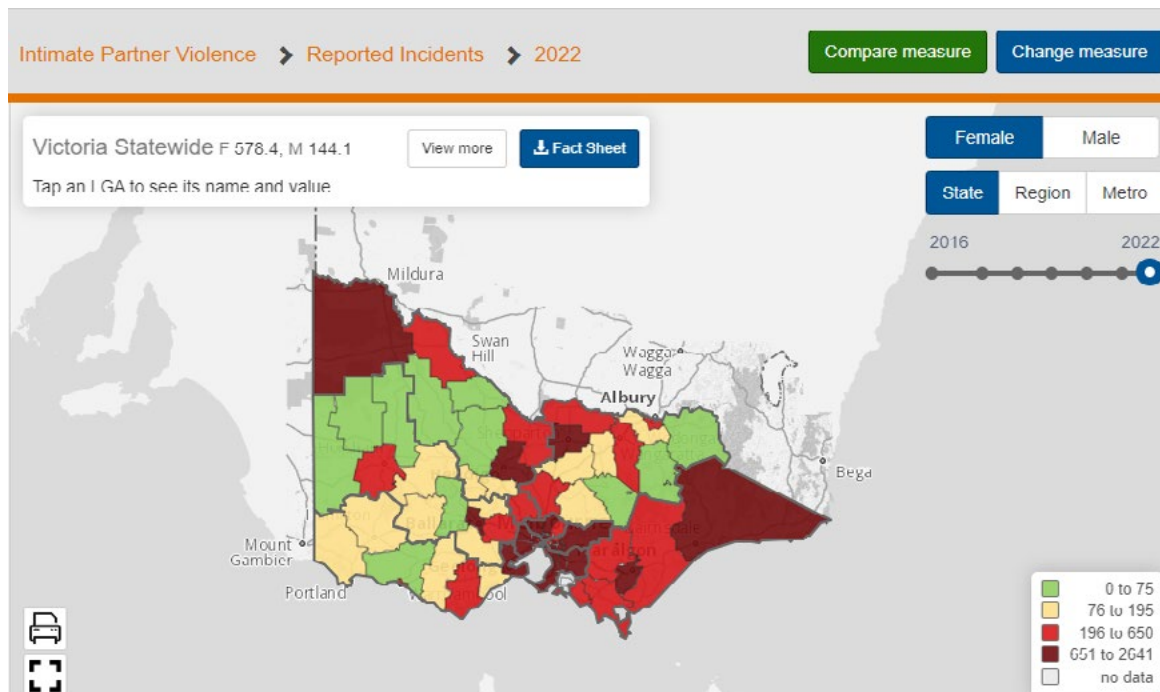 Intimate Partner Violence > Reported Incidents > 2022
Compare measure
Change measure
Victoria Statewide F 578.4, M 144.1
View more
Fact Sheet
Tap an LGA to see its name and value
Female
Male
State
Region
Metro
2016
2022
Mildura
Swan
Hill
Wagga
Wagga
Albury
Bega
Mount
Gambier
Portland
0 to 75
76 to 195
196 to 650
651 to 2641
no data